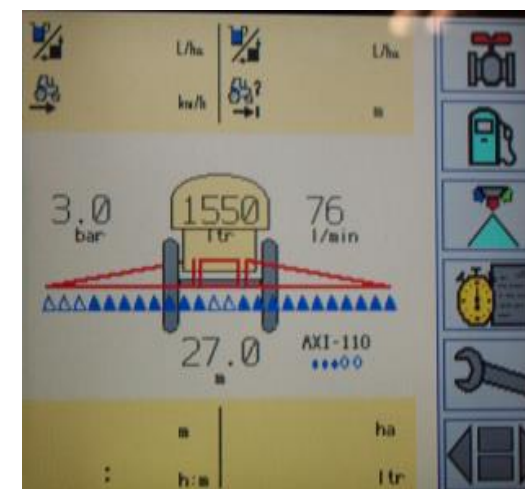 L/ha L/ha
km/h ? m
3.0 1550 76
bar ltr l/min
27.0 AXI-110
m
m ha
: h:m ltr